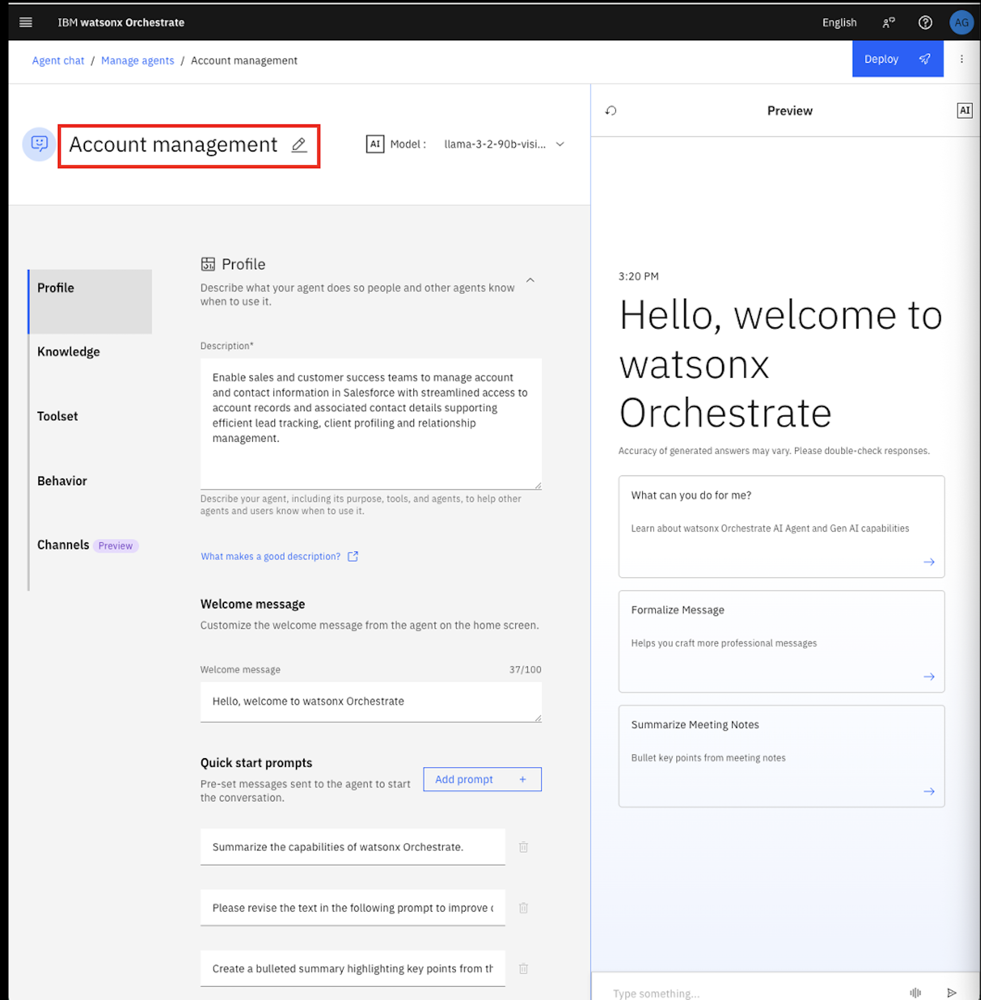 IBM watsonx Orchestrate
English
AG
Agent chat / Manage agents / Account management
Deploy
Account management
AI Model : llama-3-2-90b-visi...
Profile
Knowledge
Toolset
Behavior
Channels Preview
Profile
Describe what your agent does so people and other agents know
when to use it.
Description*
Enable sales and customer success teams to manage account
and contact information in Salesforce with streamlined access to
account records and associated contact details supporting
efficient lead tracking, client profiling and relationship
management.
Describe your agent, including its purpose, tools, and agents, to help other
agents and users know when to use it.
What makes a good description?
Welcome message
Customize the welcome message from the agent on the home screen.
Welcome message 37/100
Hello, welcome to watsonx Orchestrate
Quick start prompts
Pre-set messages sent to the agent to start
the conversation.
Add prompt +
Summarize the capabilities of watsonx Orchestrate.
Please revise the text in the following prompt to improve
Create a bulleted summary highlighting key points from
Preview
AI
3:20 PM
Hello, welcome to
watsonx
Orchestrate
Accuracy of generated answers may vary. Please double-check responses.
What can you do for me?
Learn about watsonx Orchestrate AI Agent and Gen AI capabilities
Formalize Message
Helps you craft more professional messages
Summarize Meeting Notes
Bullet key points from meeting notes
Type something...